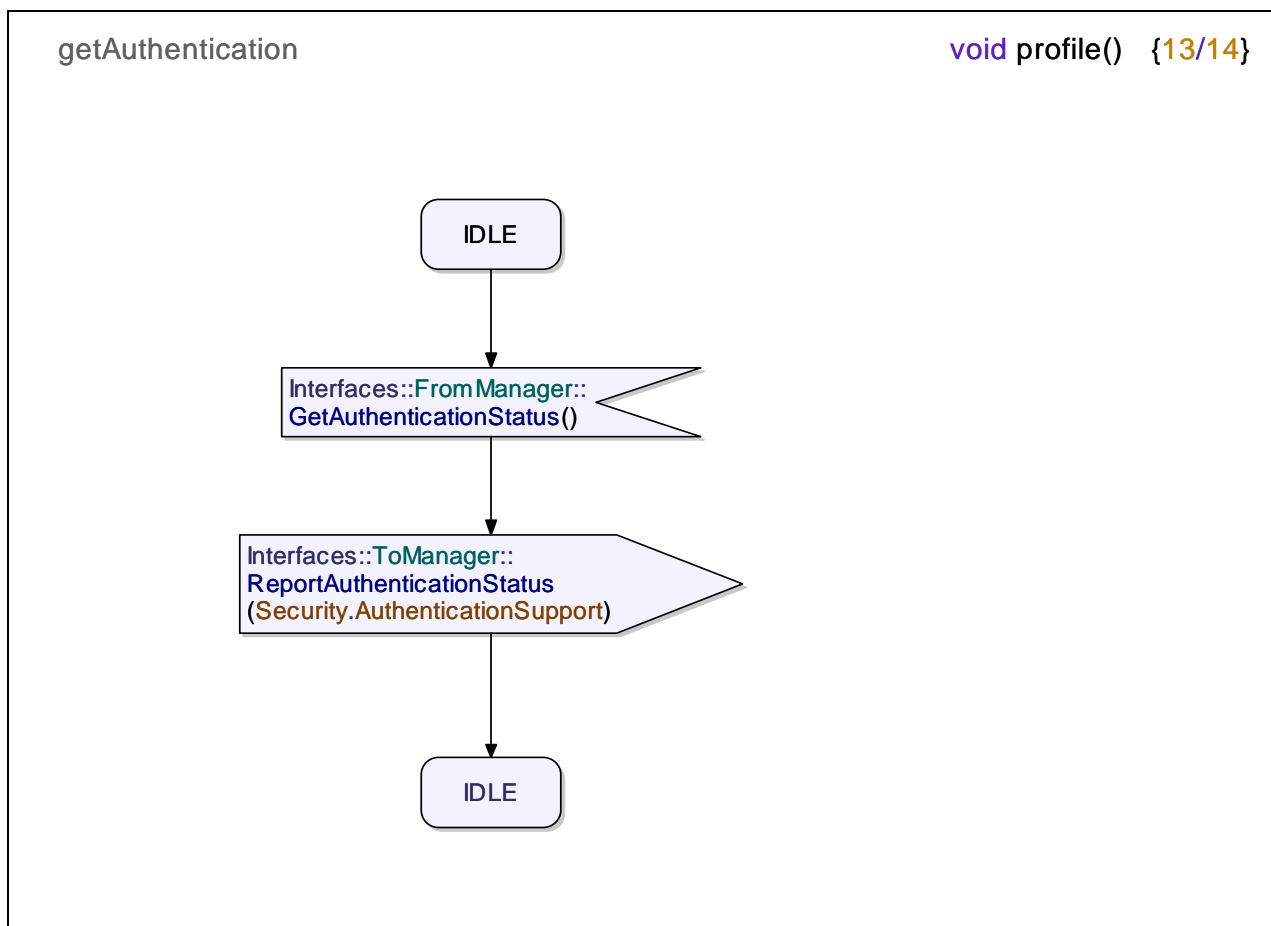 getAuthentication void profile() {13/14}
IDLE
Interfaces::FromManager::
GetAuthenticationStatus()
Interfaces::ToManager::
ReportAuthenticationStatus
(Security.AuthenticationSupport)
IDLE